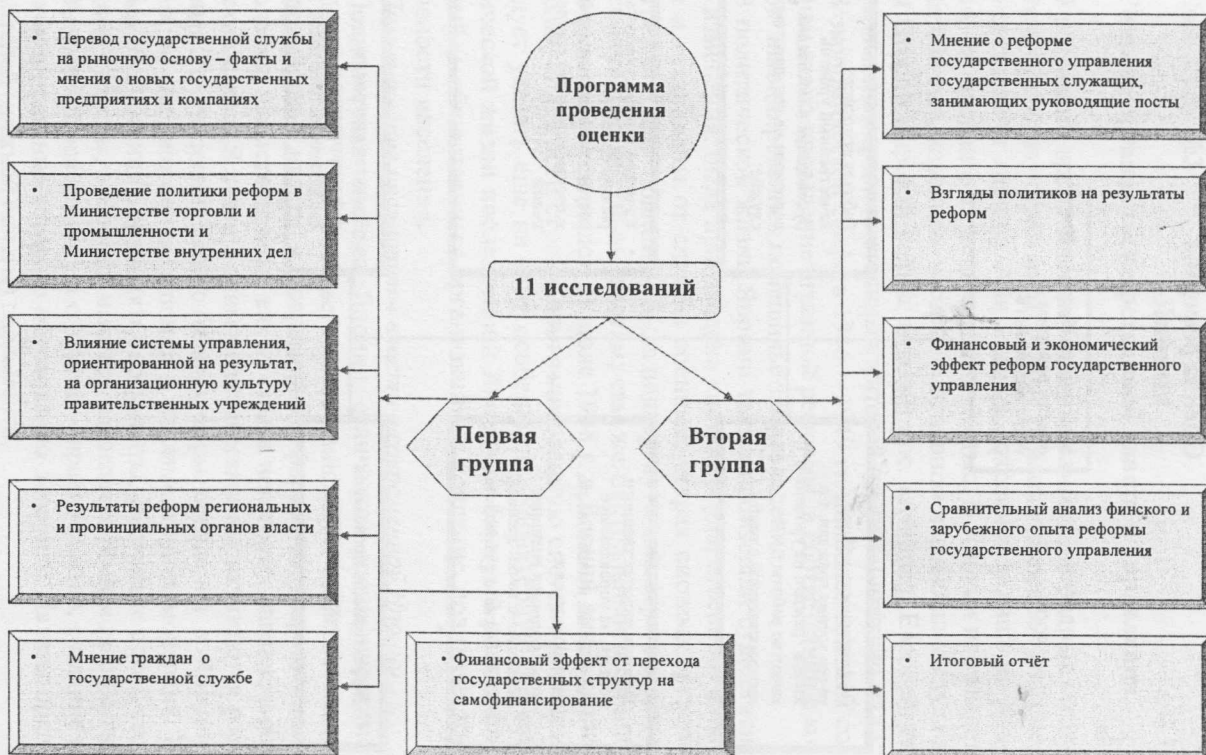 Программа
проведения
оценки
11 исследований
Первая
группа
Вторая
группа
• Перевод государственной службы
на рыночную основу – факты и
мнения о новых государственных
предприятиях и компаниях
• Проведение политики реформ в
Министерстве торговли и
промышленности и
Министерстве внутренних дел
• Влияние системы управления,
ориентированной на результат,
на организационную культуру
правительственных учреждений
• Результаты реформ региональных
и провинциальных органов власти
• Мнение граждан о
государственной службе
• Финансовый эффект от перехода
государственных структур на
самофинансирование
• Мнение о реформе
государственного управления
государственных служащих,
занимающих руководящие посты
• Взгляды политиков на результаты
реформ
• Финансовый и экономический
эффект реформ государственного
управления
• Сравнительный анализ финского и
зарубежного опыта реформы
государственного управления
• Итоговый отчёт